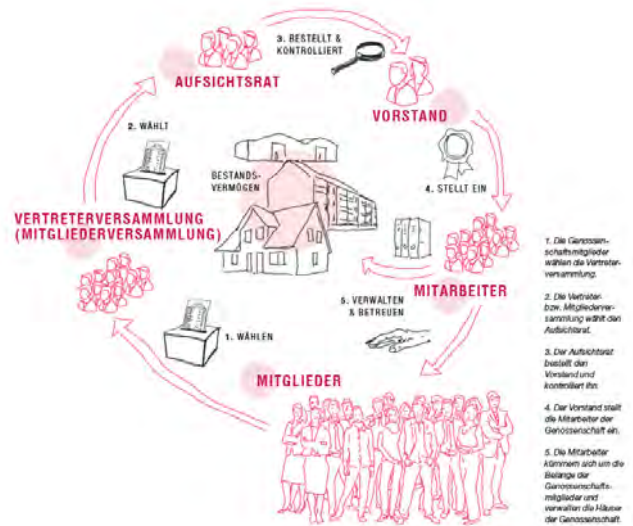 3. BESTELLT &
KONTROLLIERT
AUFSICHTSRAT
VORSTAND
2. WÄHLT
BESTANDS-
VERMÖGEN
4. STELLT EIN
VERTRETERVERSAMMLUNG
(MITGLIEDERVERSAMMLUNG)
MITARBEITER
5. VERWALTEN
& BETREUEN
1. WÄHLEN
MITGLIEDER
1. Die Genossen-
schaftsmitglieder
wählen die Vertreter-
versammlung.
2. Die Vertreter-
bzw. Mitgliederver-
sammlung wählt den
Aufsichtsrat.
3. Der Aufsichtsrat
bestellt den
Vorstand und
kontrolliert ihn.
4. Der Vorstand stellt
die Mitarbeiter der
Genossenschaft ein.
5. Die Mitarbeiter
kümmern sich um die
Belange der
Genossenschafts-
mitglieder und
verwalten die Häuser
der Genossenschaft.